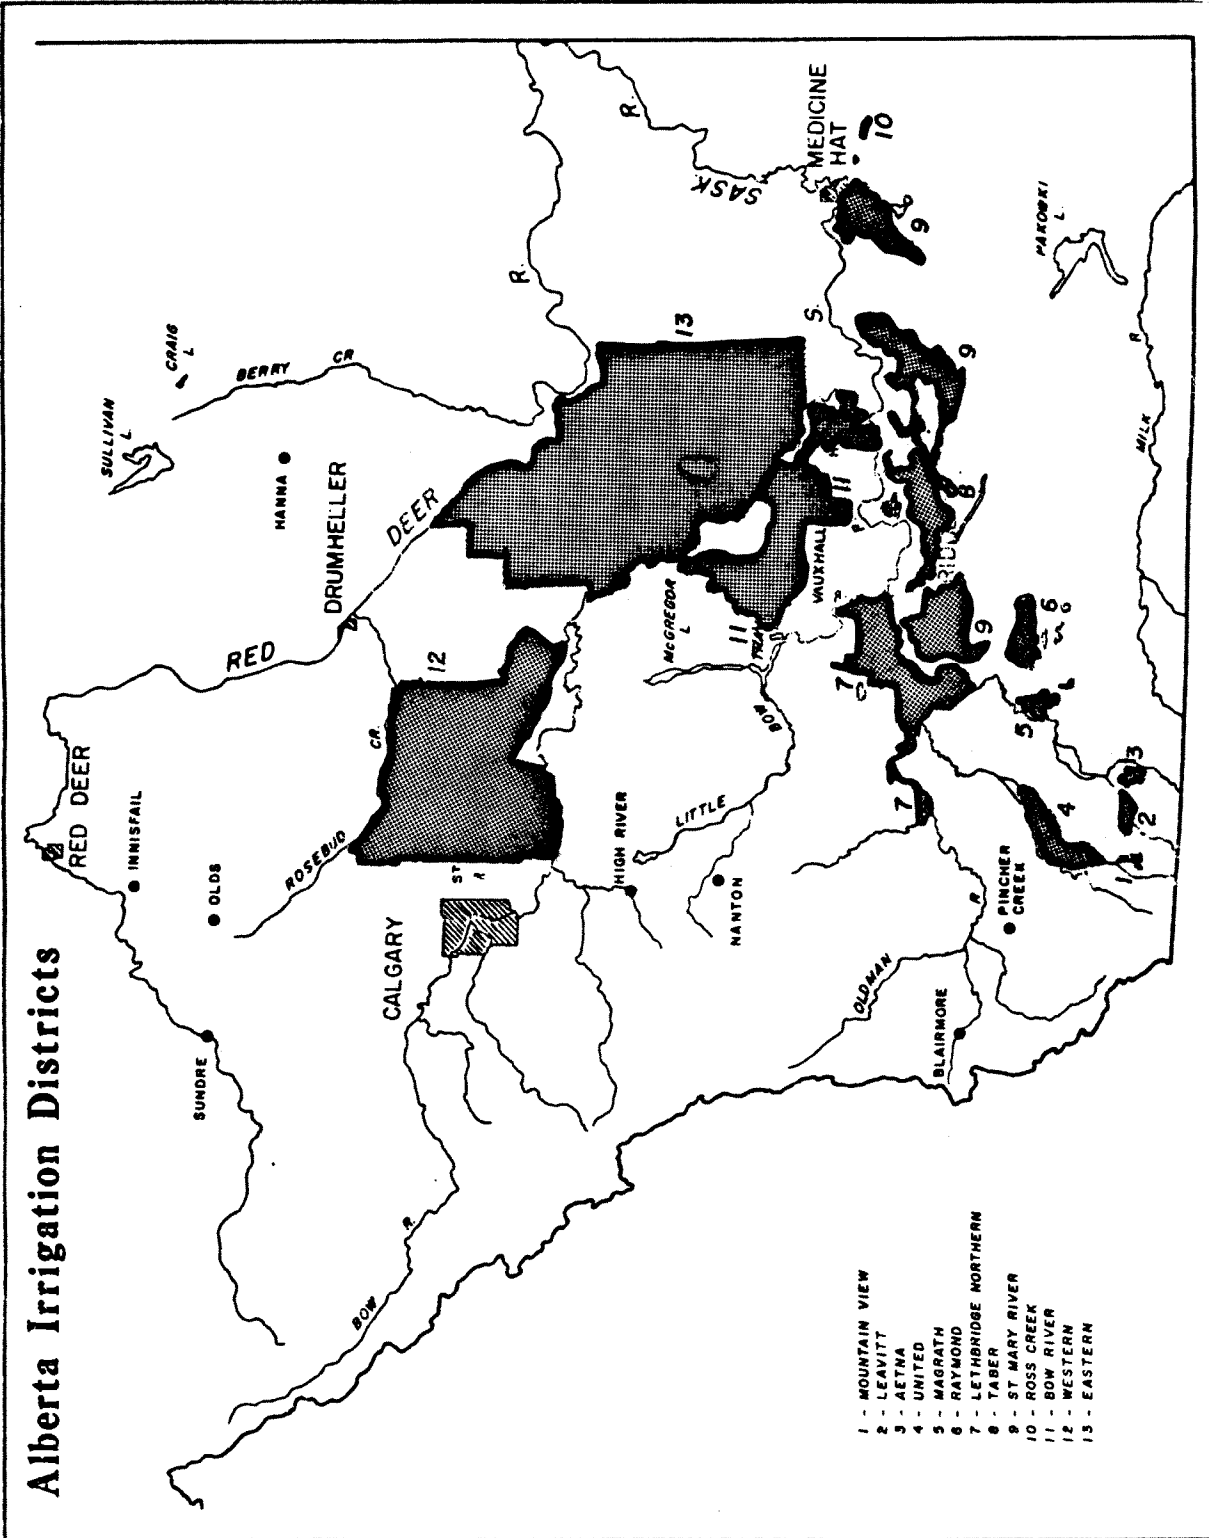 Alberta Irrigation Districts
SULLIVAN
L.
CRAIG
L
BERRY
CR
HANNA
DRUMHELLER
RED
DEER
R.
R.
SASK
S.
MEDICINE
HAT
10
9
RED DEER
INNISFAIL
OLDS
SUNDRE
ROSEBUD
CR.
12
13
CALGARY
ST
R
BOW
R.
HIGH RIVER
NANTON
LITTLE
BOW
McGREGOR
L
11
11
VAUXHALL
R
9
8
9
7
7
5
6
6
4
3
2
1
PAKOWKI
L.
MILK
R.
OLDMAN
R
BLAIRMORE
PINCHER
CREEK
1 - MOUNTAIN VIEW
2 - LEAVITT
3 - AETNA
4 - UNITED
5 - MAGRATH
6 - RAYMOND
7 - LETHBRIDGE NORTHERN
8 - TABER
9 - ST MARY RIVER
10 - ROSS CREEK
11 - BOW RIVER
12 - WESTERN
13 - EASTERN